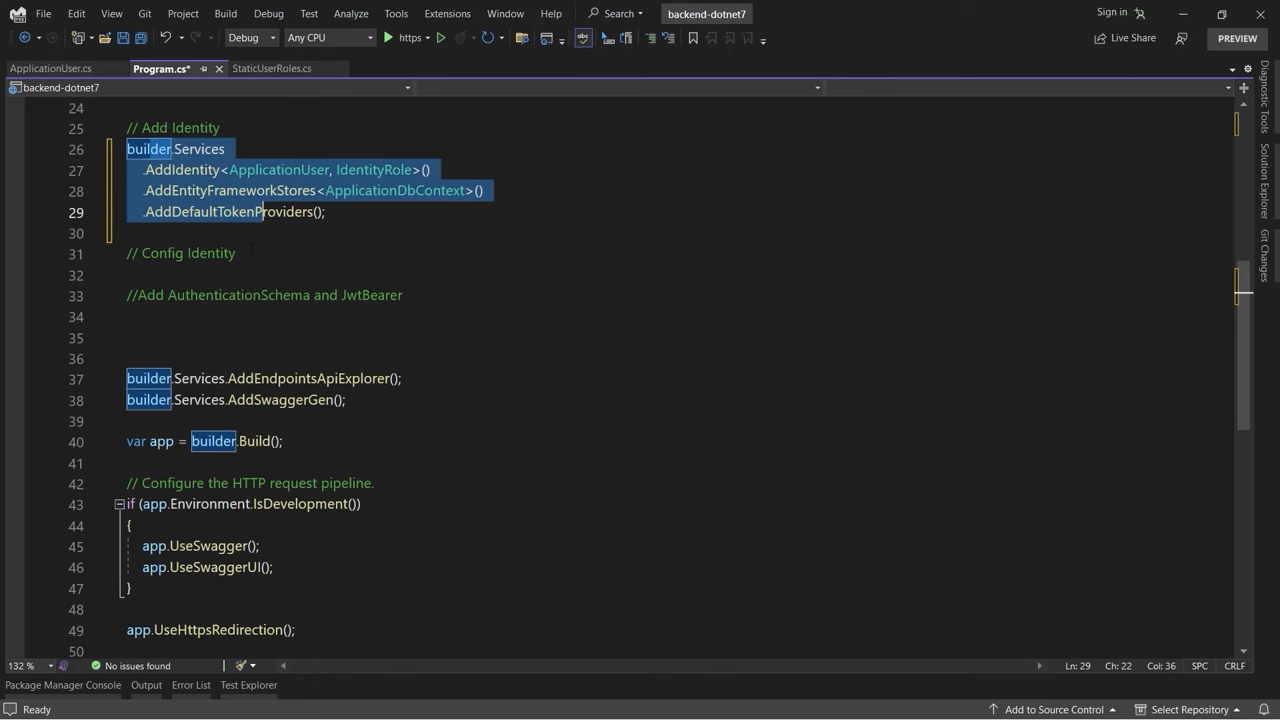 File Edit View Git Project Build Debug Test Analyze Tools Extensions Window Help Search backend-dotnet7 Sign in
Debug Any CPU https abc Live Share PREVIEW
ApplicationUser.cs Program.cs* StaticUserRoles.cs
backend-dotnet7
24
25 // Add Identity
26 builder.Services
27 .AddIdentity<ApplicationUser, IdentityRole>()
28 .AddEntityFrameworkStores<ApplicationDbContext>()
29 .AddDefaultTokenProviders();
30
31 // Config Identity
32
33 //Add AuthenticationSchema and JwtBearer
34
35
36
37 builder.Services.AddEndpointsApiExplorer();
38 builder.Services.AddSwaggerGen();
39
40 var app = builder.Build();
41
42 // Configure the HTTP request pipeline.
43 if (app.Environment.IsDevelopment())
44 {
45 app.UseSwagger();
46 app.UseSwaggerUI();
47 }
48
49 app.UseHttpsRedirection();
50
Diagnostic Tools
Git Changes
132 % No issues found Ln: 29 Ch: 22 Col: 36 SPC CRLF
Package Manager Console Output Error List Test Explorer
Ready Add to Source Control Select Repository